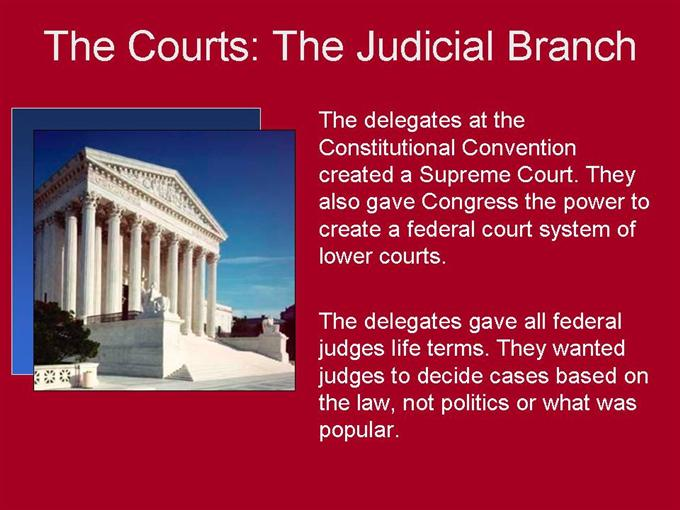 The Courts: The Judicial Branch
The delegates at the
Constitutional Convention
created a Supreme Court. They
also gave Congress the power to
create a federal court system of
lower courts.
The delegates gave all federal
judges life terms. They wanted
judges to decide cases based on
the law, not politics or what was
popular.